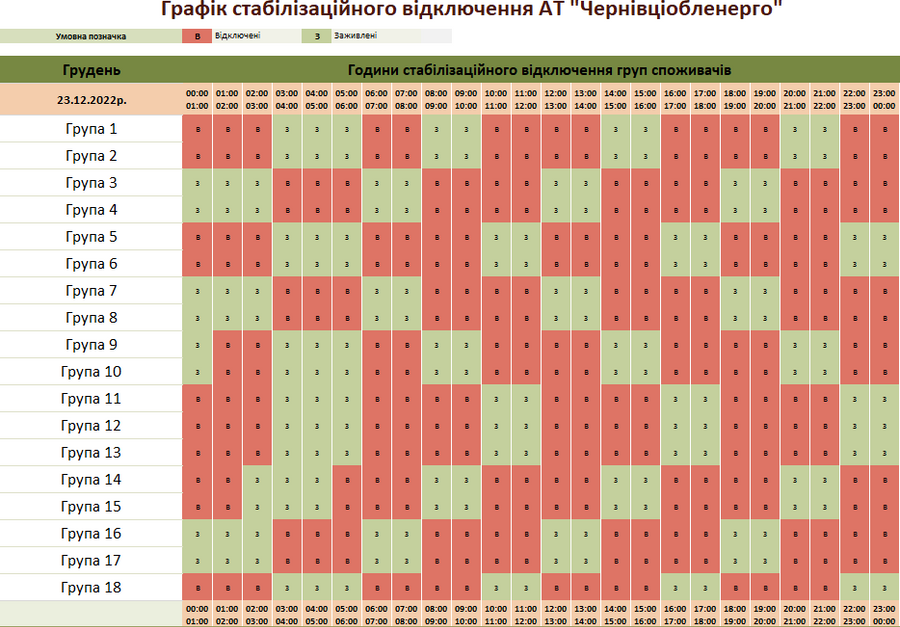 Графік стабілізаційного відключення АТ "Чернівціобленерго"
Умовна позначка В Відключені З Заживлені
Грудень Години стабілізаційного відключення груп споживачів
23.12.2022р. 00:00 01:00 02:00 03:00 04:00 05:00 06:00 07:00 08:00 09:00 10:00 11:00 12:00 13:00 14:00 15:00 16:00 17:00 18:00 19:00 20:00 21:00 22:00 23:00
01:00 02:00 03:00 04:00 05:00 06:00 07:00 08:00 09:00 10:00 11:00 12:00 13:00 14:00 15:00 16:00 17:00 18:00 19:00 20:00 21:00 22:00 23:00 00:00
Група 1 В В В З З З В В З З В В В В З З В В В В З З В В
Група 2 В В В З З З В В З З В В В В З З В В В В З З В В
Група 3 З З З В В В З З В В В В З З В В В В З З В В В В
Група 4 З З З В В В З З В В В В З З В В В В З З В В В В
Група 5 В В В З З З В В В В З З В В В В З З В В В В З З
Група 6 В В В З З З В В В В З З В В В В З З В В В В З З
Група 7 З З З В В В З З В В В В З З В В В В З З В В В В
Група 8 З З З В В В З З В В В В З З В В В В З З В В В В
Група 9 З В В З З З В В З З В В В В З З В В В В З З В В
Група 10 З В В З З З В В З З В В В В З З В В В В З З В В
Група 11 В В В З З З В В В В З З В В В В З З В В В В З З
Група 12 В В В З З З В В В В З З В В В В З З В В В В З З
Група 13 В В В З З З В В В В З З В В В В З З В В В В З З
Група 14 В В З З З В В В З З В В В В З З В В В В З З В В
Група 15 В В З З З В В В З З В В В В З З В В В В З З В В
Група 16 З З З В В В З З В В В В З З В В В В З З В В В В
Група 17 З З З В В В З З В В В В З З В В В В З З В В В В
Група 18 В В В З З З В В В В З З В В В В З З В В В В З З
00:00 01:00 02:00 03:00 04:00 05:00 06:00 07:00 08:00 09:00 10:00 11:00 12:00 13:00 14:00 15:00 16:00 17:00 18:00 19:00 20:00 21:00 22:00 23:00
01:00 02:00 03:00 04:00 05:00 06:00 07:00 08:00 09:00 10:00 11:00 12:00 13:00 14:00 15:00 16:00 17:00 18:00 19:00 20:00 21:00 22:00 23:00 00:00